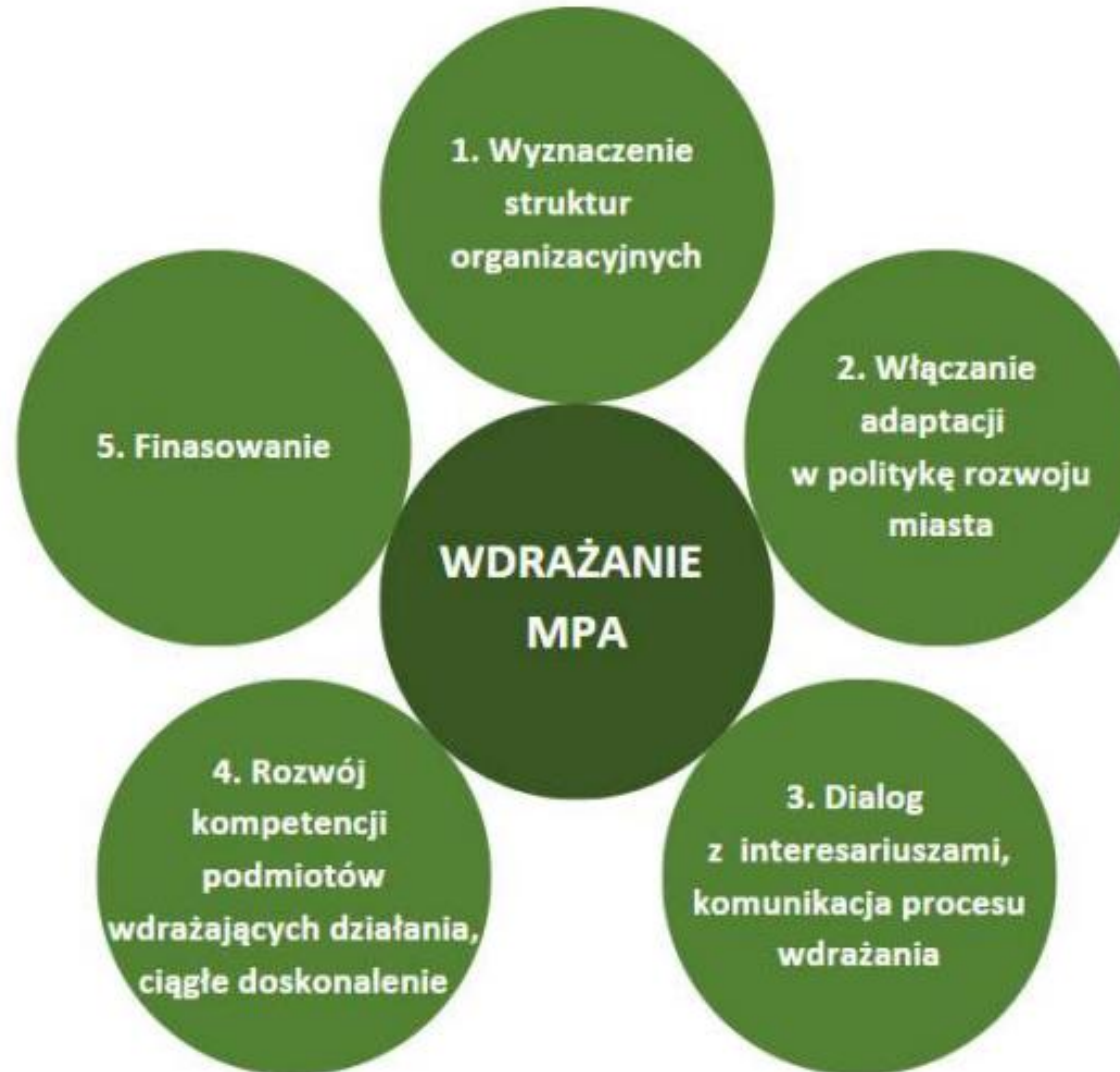 1. Wyznaczenie
struktur
organizacyjnych
2. Włączanie
adaptacji
w politykę rozwoju
miasta
3. Dialog
z interesariuszami,
komunikacja procesu
wdrażania
4. Rozwój
kompetencji
podmiotów
wdrażających działania,
ciągłe doskonalenie
5. Finasowanie
WDRAŻANIE
MPA